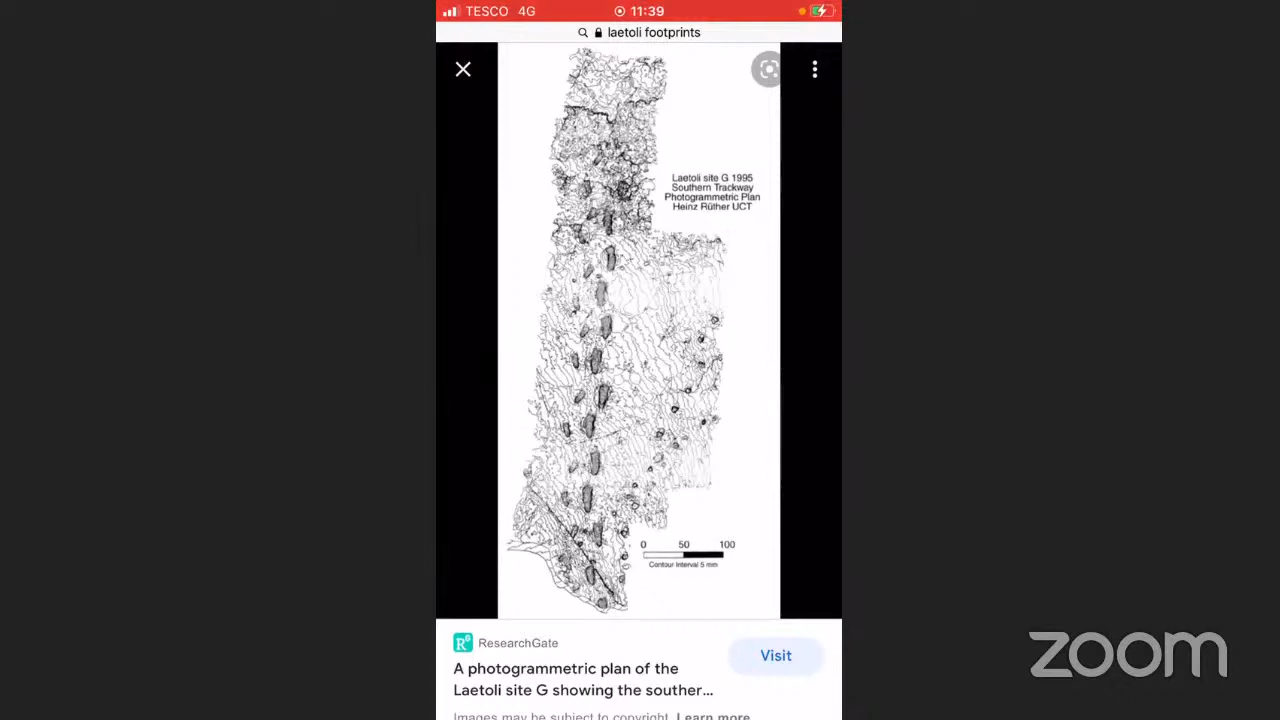 TESCO 4G 11:39
laetoli footprints
Laetoli site G 1995
Southern Trackway
Photogrammetric Plan
Heinz Rüther UCT
0 50 100
Contour Interval 5 mm
RG ResearchGate
A photogrammetric plan of the
Laetoli site G showing the souther...
Visit
Images may be subject to copyright. Learn more
zoom